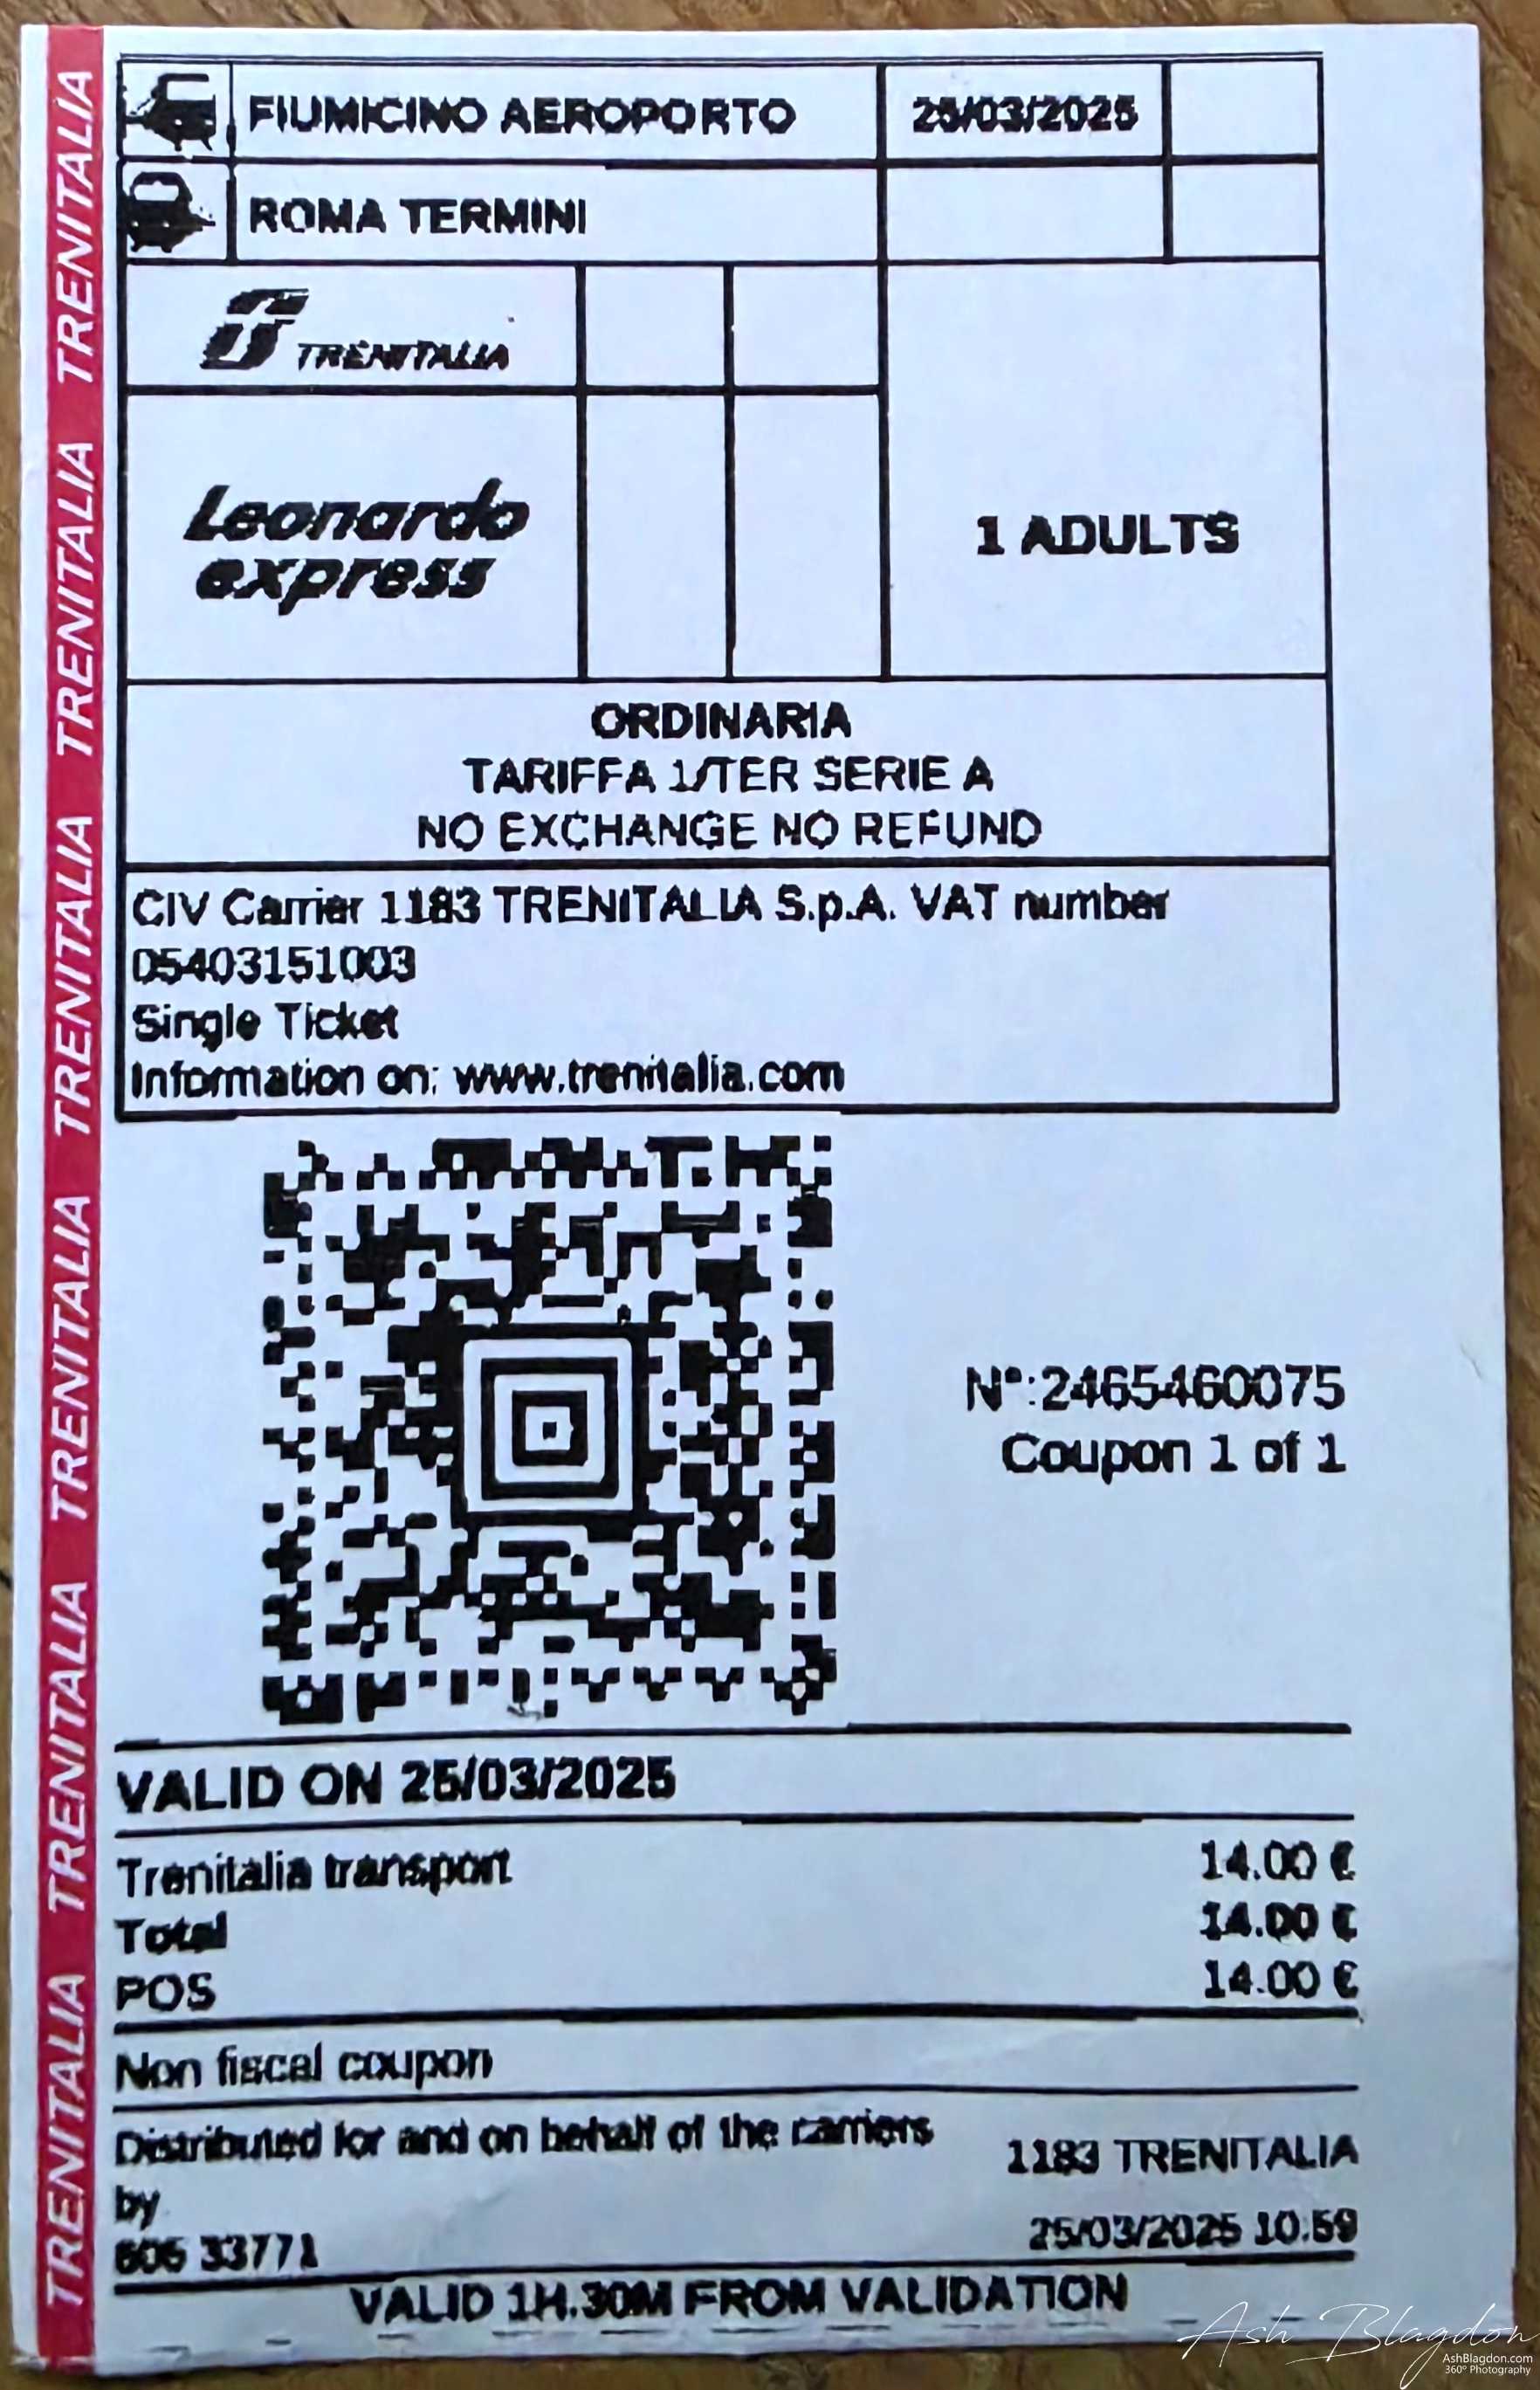 FIUMICINO AEROPORTO 25/03/2025
ROMA TERMINI
TRENITALIA
Leonardo
express
1 ADULTS
ORDINARIA
TARIFFA 1/TER SERIE A
NO EXCHANGE NO REFUND
CIV Carrier 1183 TRENITALIA S.p.A. VAT number
05403151003
Single Ticket
Information on: www.trenitalia.com
N°:2465460075
Coupon 1 of 1
VALID ON 25/03/2025
Trenitalia transport 14.00 €
Total 14.00 €
POS 14.00 €
Non fiscal coupon
Distributed for and on behalf of the carriers
by
1183 TRENITALIA
606 33771
25/03/2025 10:59
VALID 1H.30M FROM VALIDATION
TRENITALIA TRENITALIA TRENITALIA TRENITALIA TRENITALIA TRENITALIA
Ash Blagdon
AshBlagdon.com
360º Photography